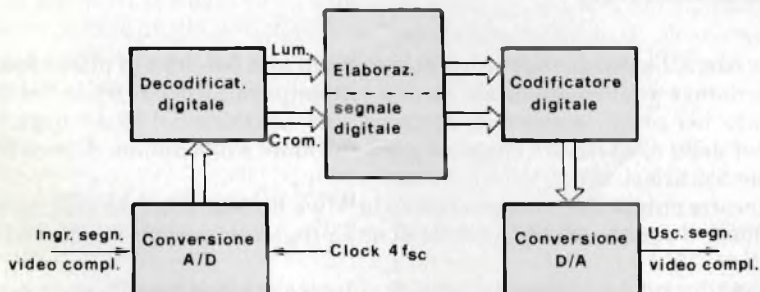 Lum.
Decodificat.
digitale
Elaboraz.
segnale
digitale
Codificatore
digitale
Crom.
Ingr. segn.
video compl.
Conversione
A/D
Clock 4fsc
Conversione
D/A
Usc. segn.
video compl.